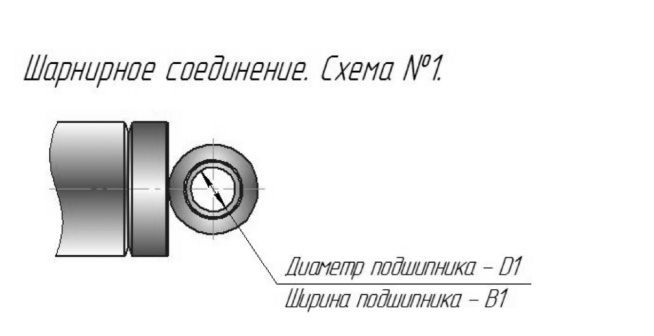 Шарнирное соединение. Схема №1.
Диаметр подшипника – D1
Ширина подшипника – B1